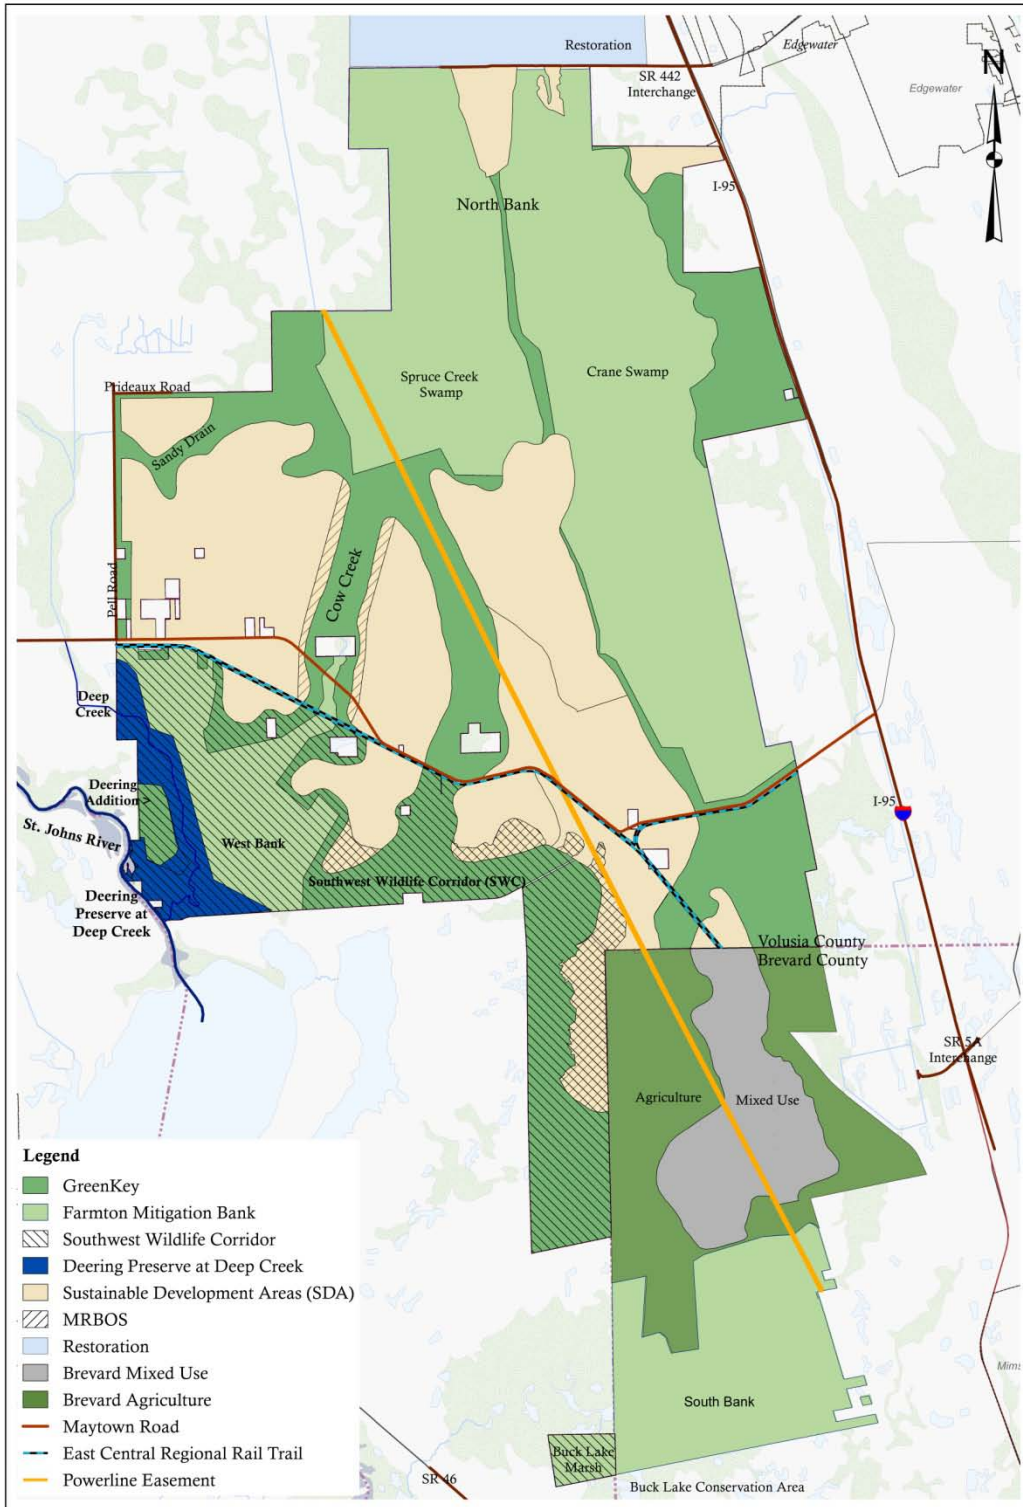 Restoration
Edgewater
SR 442
Interchange
N
Edgewater
I-95
North Bank
Spruce Creek
Swamp
Crane Swamp
Prideaux Road
Sandy Drain
Cow Creek
Pell Road
Deep
Creek
Deering
Addition >
St. Johns River
West Bank
I-95
Southwest Wildlife Corridor (SWC)
Deering
Preserve at
Deep Creek
Volusia County
Brevard County
SR 5A
Interchange
Agriculture
Mixed Use
Legend
GreenKey
Farmton Mitigation Bank
Southwest Wildlife Corridor
Deering Preserve at Deep Creek
Sustainable Development Areas (SDA)
MRBOS
Restoration
Brevard Mixed Use
Brevard Agriculture
Maytown Road
East Central Regional Rail Trail
Powerline Easement
Mims
South Bank
Buck Lake
Marsh
SR 46
Buck Lake Conservation Area